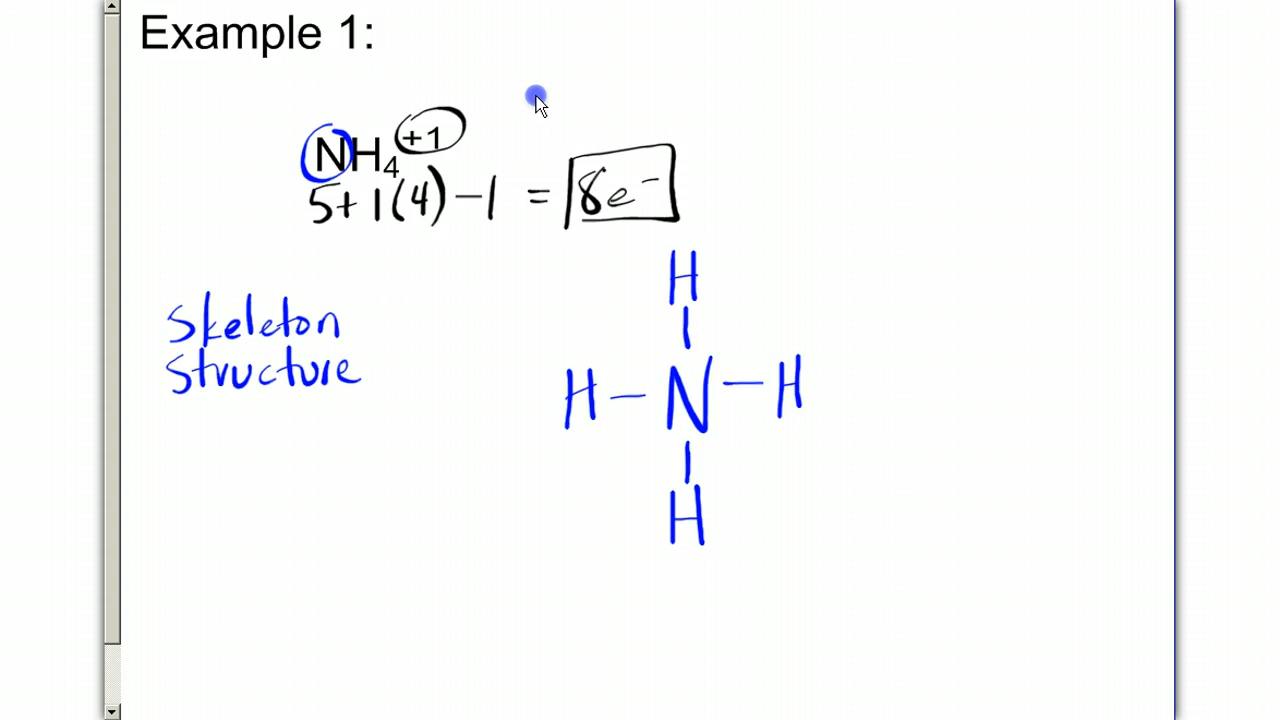 Example 1:
NH₄⁺¹
5+1(4)-1 = 8e⁻
Skeleton
Structure
H
H - N - H
H